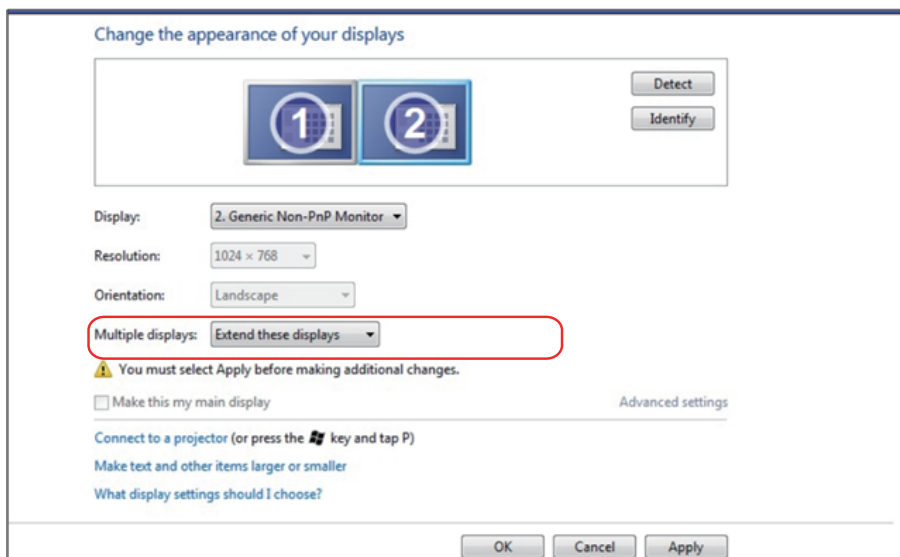 Change the appearance of your displays
1 2
Detect
Identify
Display: 2. Generic Non-PnP Monitor
Resolution: 1024 × 768
Orientation: Landscape
Multiple displays: Extend these displays
You must select Apply before making additional changes.
Make this my main display Advanced settings
Connect to a projector (or press the key and tap P)
Make text and other items larger or smaller
What display settings should I choose?
OK Cancel Apply